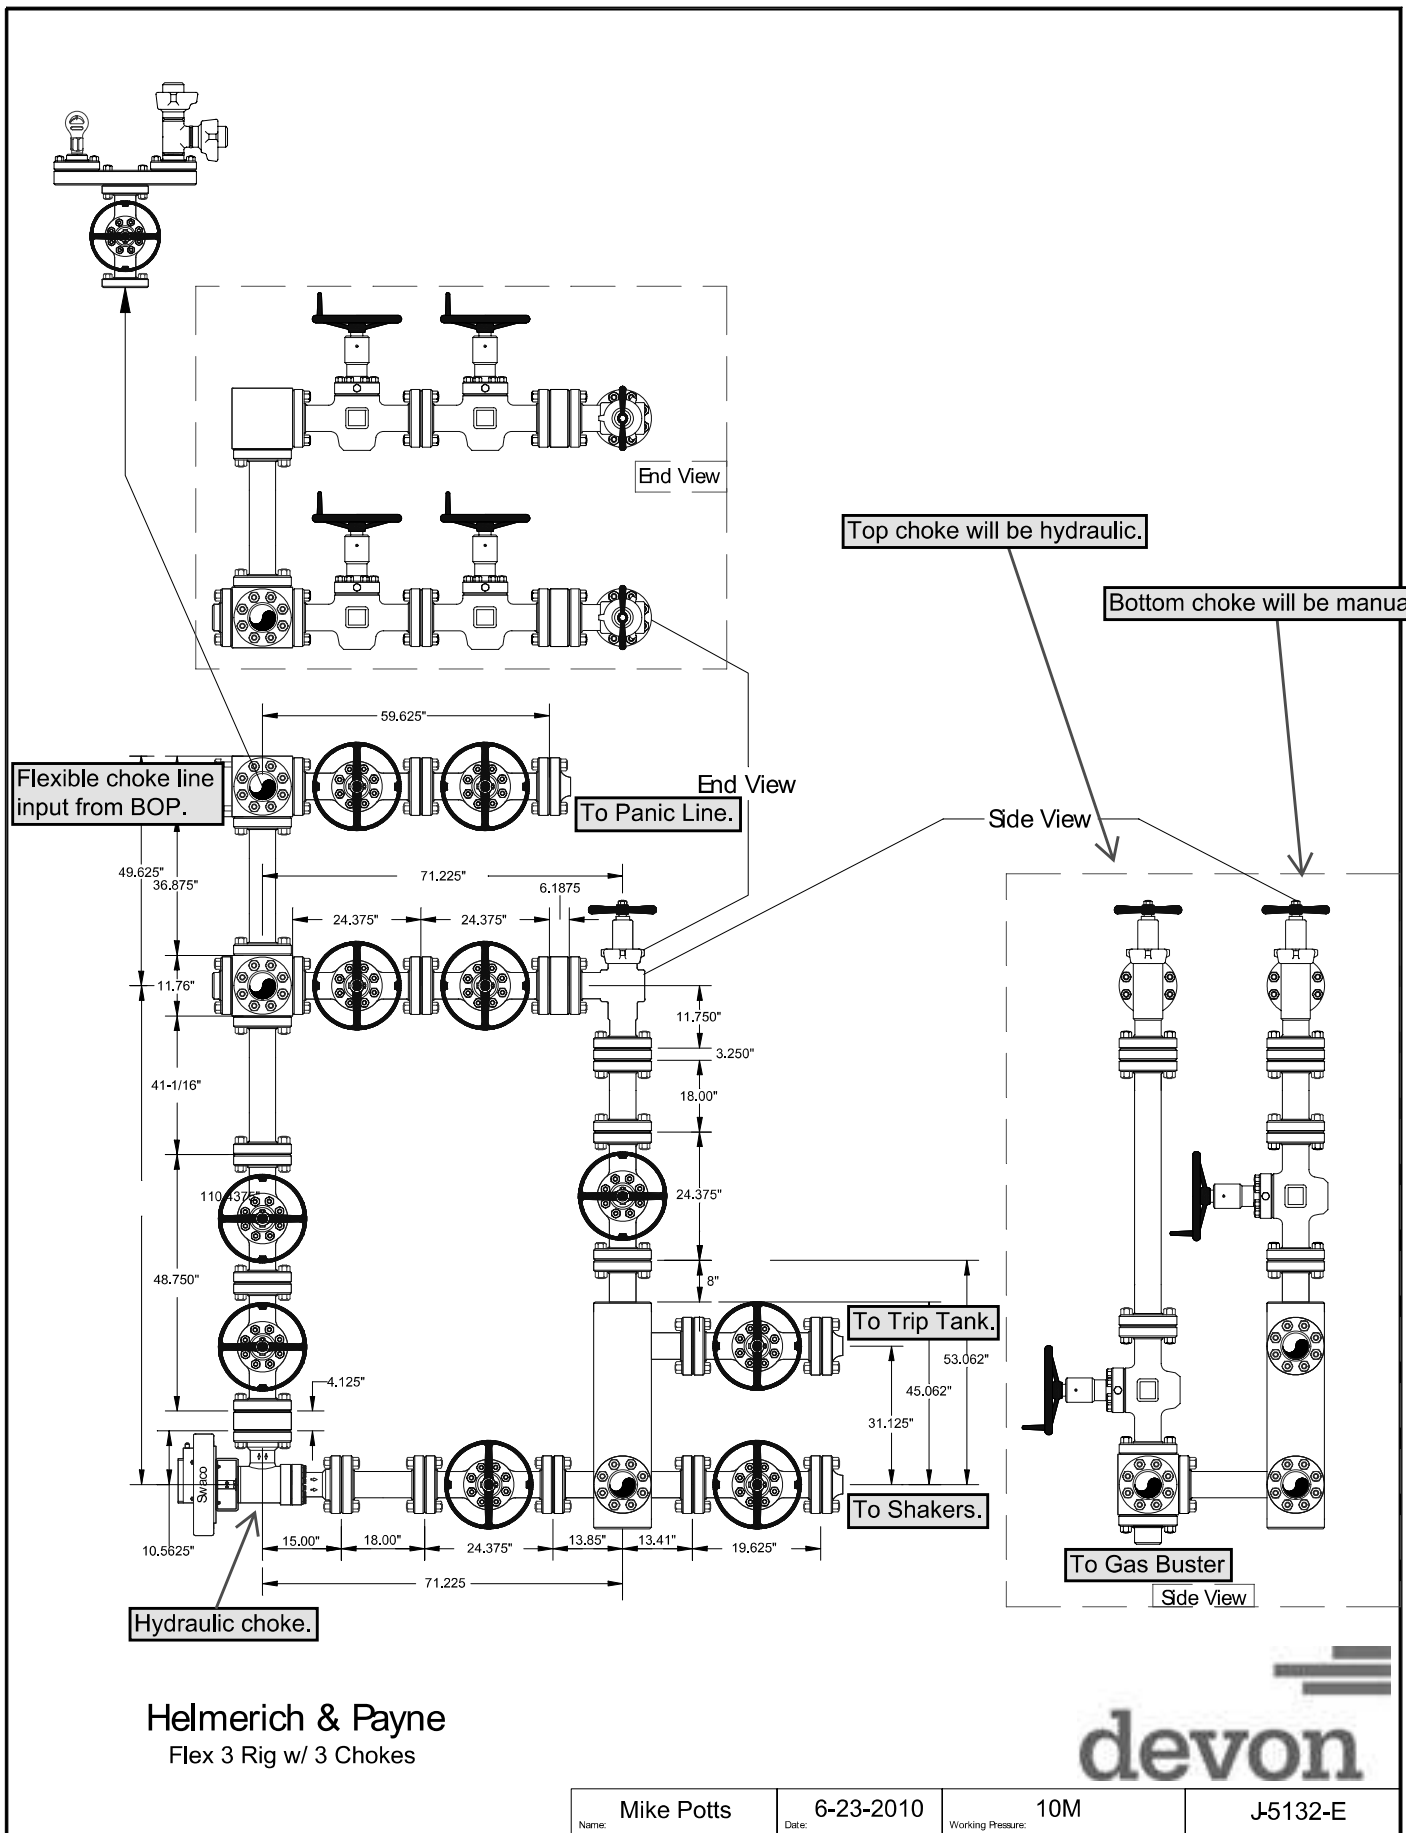 End View
Top choke will be hydraulic.
Bottom choke will be manua
59.625"
Flexible choke line
input from BOP.
End View
To Panic Line.
Side View
49.625"
36.875"
71.225"
6.1875
24.375"
24.375"
11.76"
11.750"
3.250"
41-1/16"
18.00"
110.4375"
24.375"
48.750"
8"
To Trip Tank.
53.062"
45.062"
4.125"
31.125"
Swaco
To Shakers.
10.5625"
15.00"
18.00"
24.375"
13.85"
13.41"
19.625"
71.225
To Gas Buster
Side View
Hydraulic choke.
Helmerich & Payne
Flex 3 Rig w/ 3 Chokes
devon
Name:
Mike Potts
Date:
6-23-2010
Working Pressure:
10M
J-5132-E